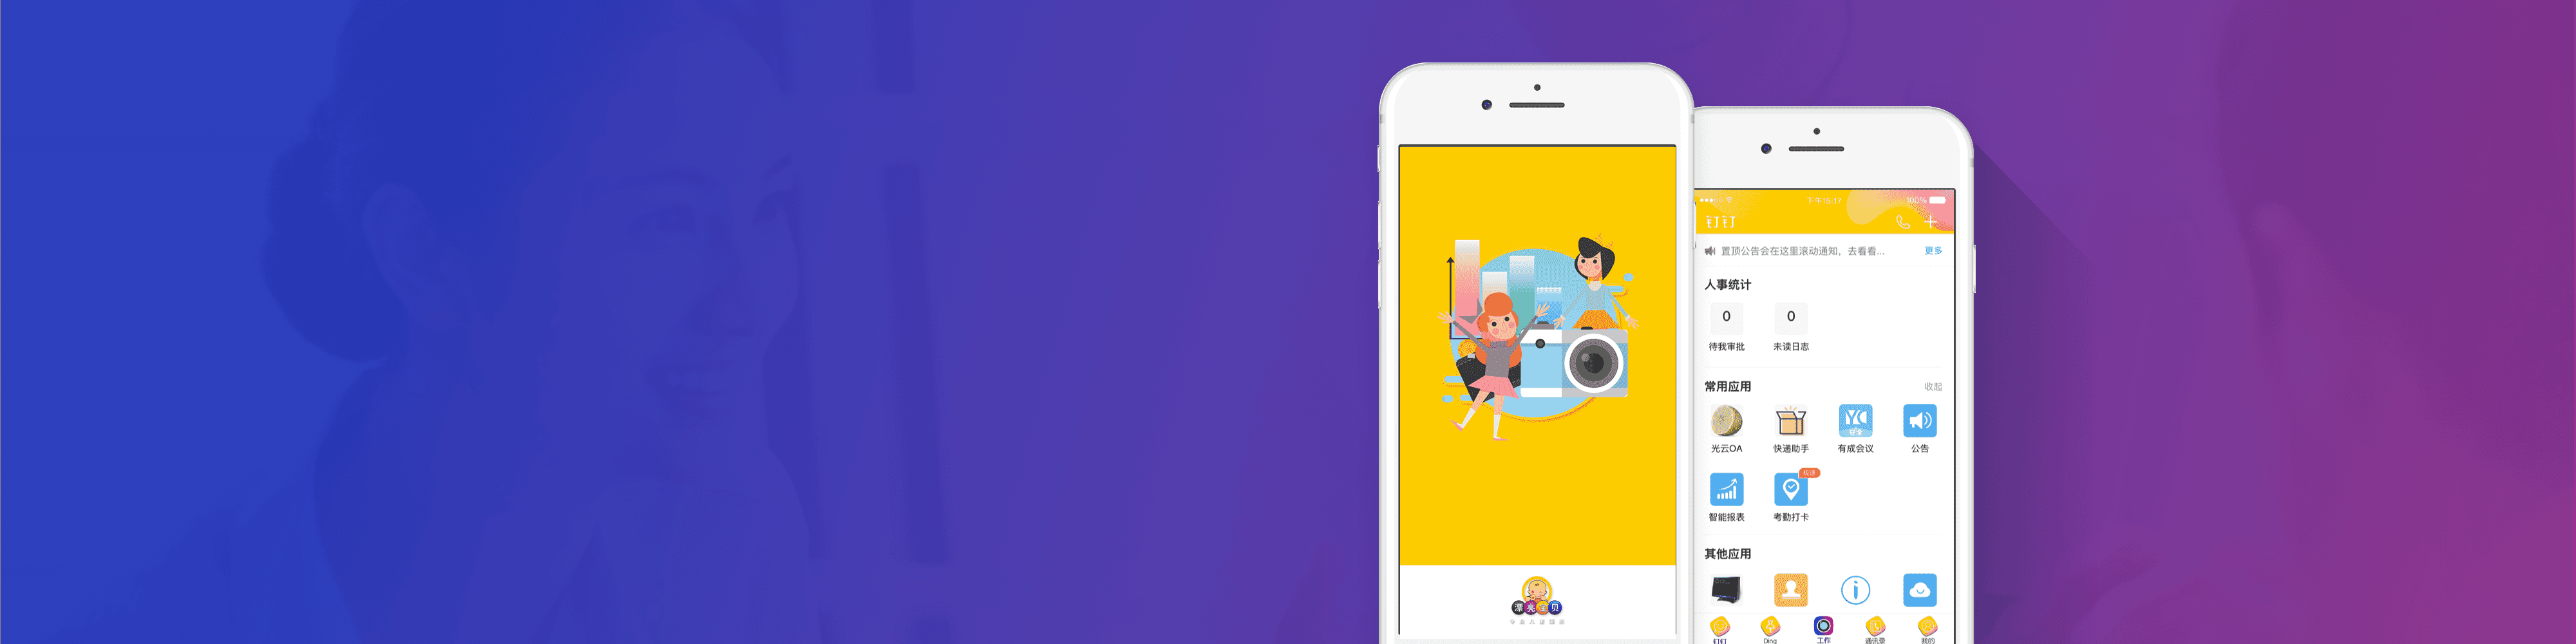 漂亮宝贝
下午15:17
100%
钉钉
置顶公告会在这里滚动通知，去看看...
更多
人事统计
0
0
待我审批
未读日志
常用应用
收起
光云OA
快递助手
有成会议
公告
智能报表
考勤打卡
其他应用
钉钉
Ding
工作
通讯录
我的